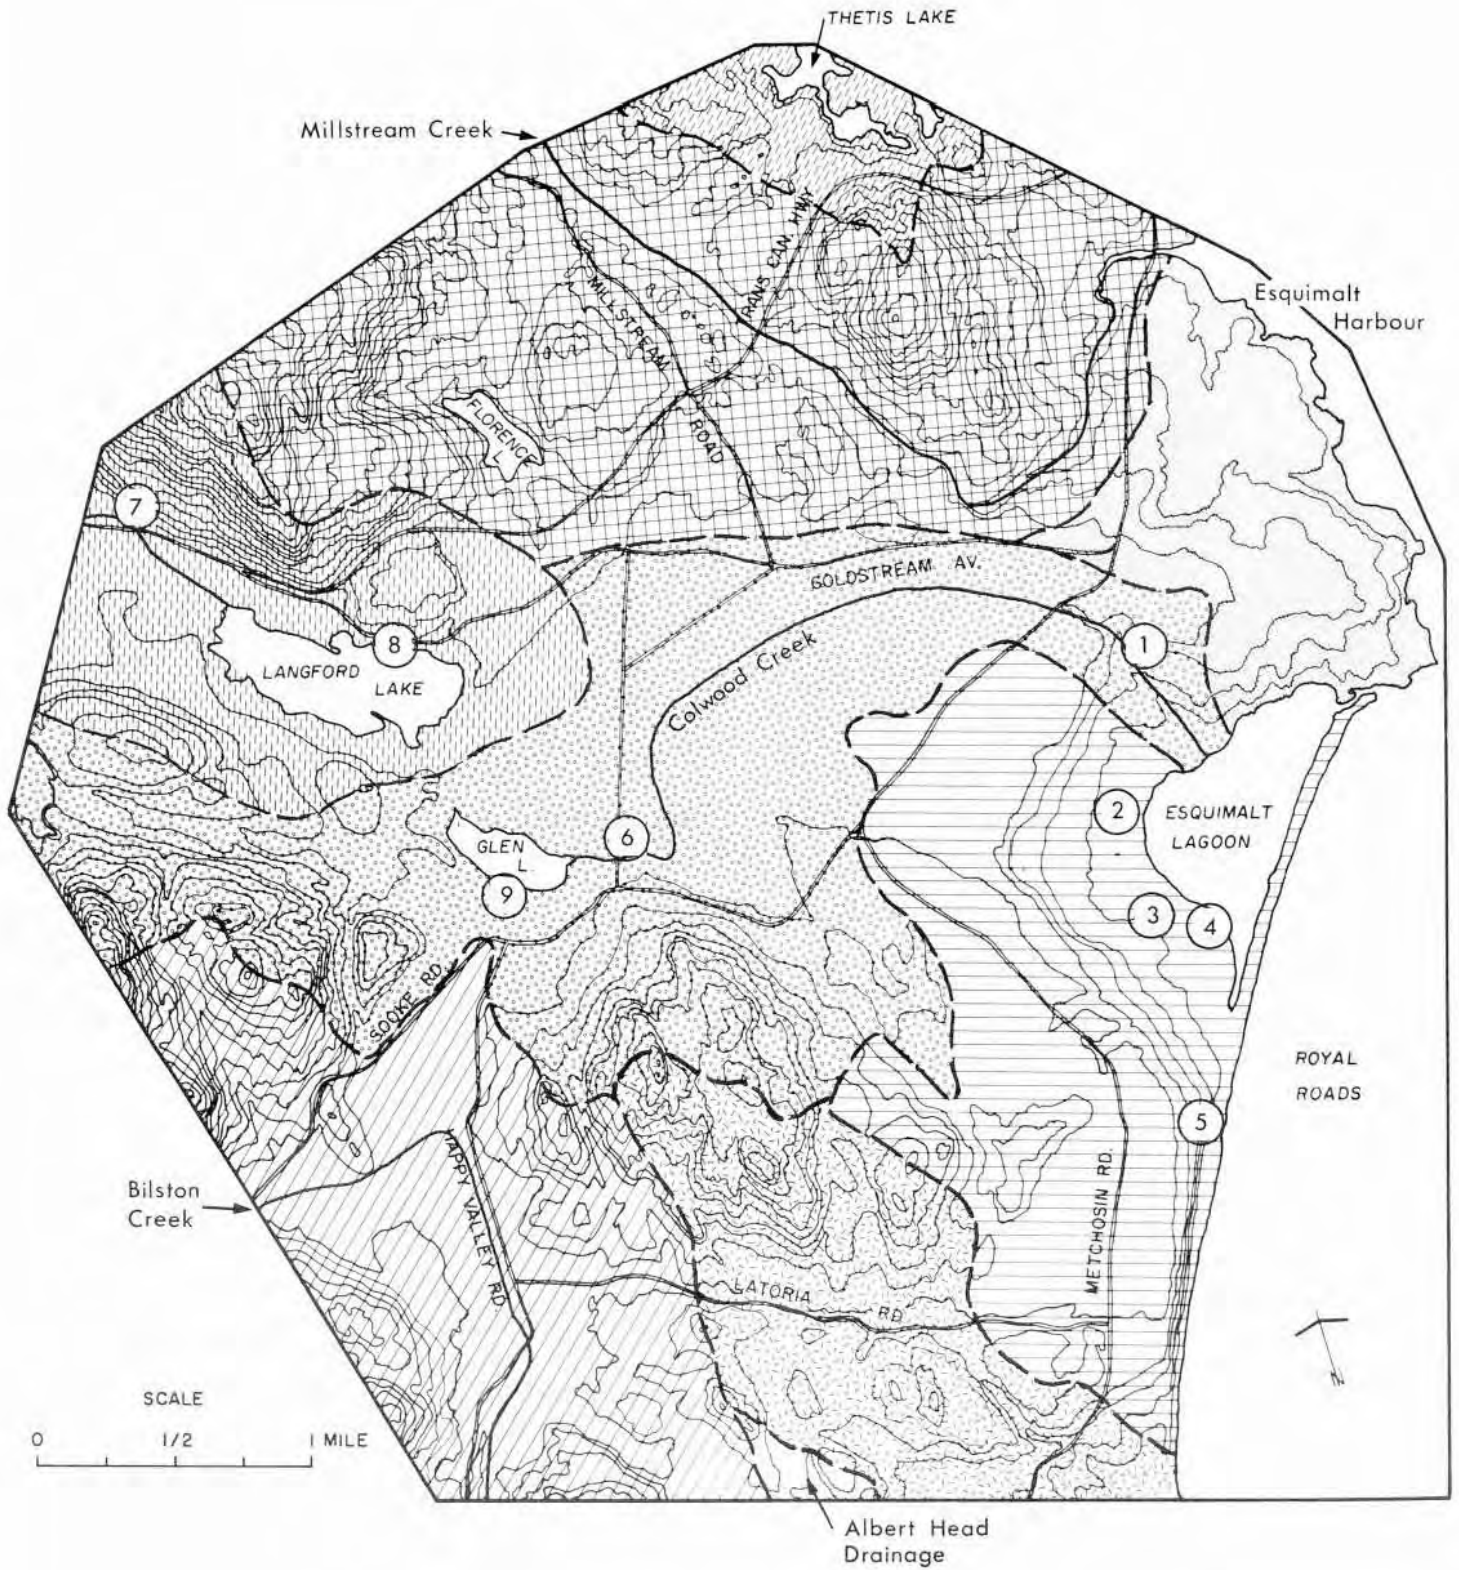 THETIS LAKE
Millstream Creek
Esquimalt
Harbour
RANS CAN. HWY
MILLSTREAM
ROAD
FLORENCE
L.
7
GOLDSTREAM AV.
8
1
LANGFORD
LAKE
Colwood Creek
2
ESQUIMALT
LAGOON
6
GLEN
L.
9
3
4
SOOKE RD.
ROYAL
ROADS
5
Bilston
Creek
HAPPY VALLEY RD.
METCHOSIN RD.
LATORIA RD.
N
SCALE
0 1/2 1 MILE
Albert Head
Drainage